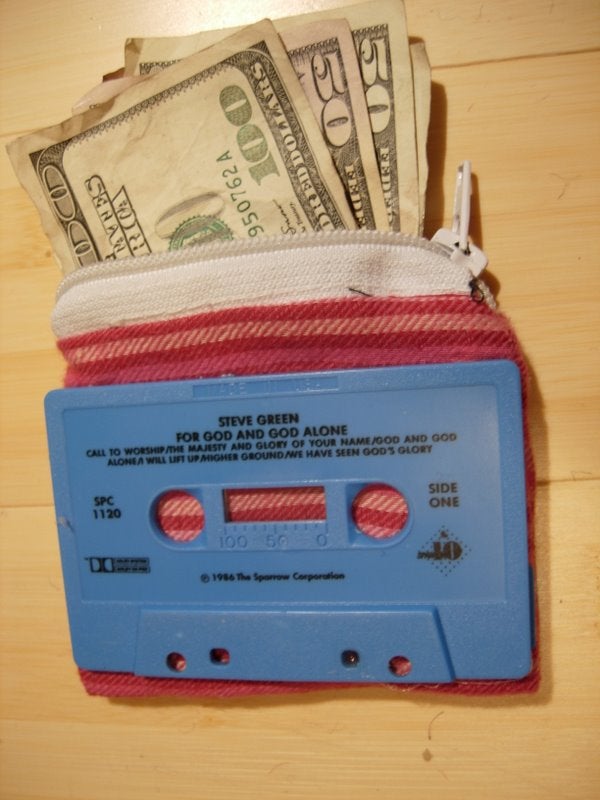 100
50
50
950762A
STEVE GREEN
FOR GOD AND GOD ALONE
CALL TO WORSHIP/THE MAJESTY AND GLORY OF YOUR NAME/GOD AND GOD
ALONE/I WILL LIFT UP/HIGHER GROUND/WE HAVE SEEN GOD'S GLORY
SPC
1120
SIDE
ONE
100 50 0
© 1986 The Sparrow Corporation